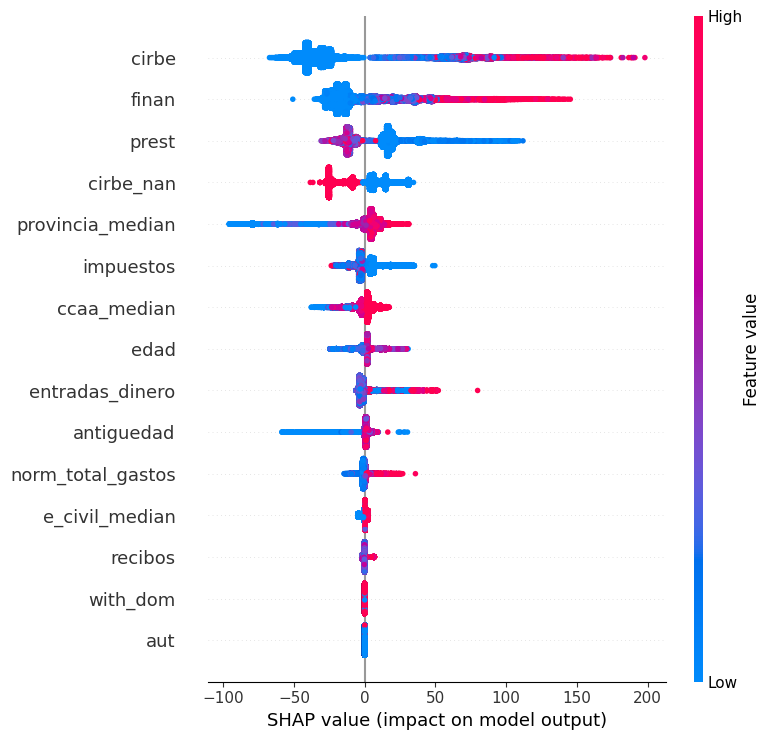 High
cirbe
finan
prest
cirbe_nan
provincia_median
impuestos
ccaa_median
edad
entradas_dinero
antiguedad
norm_total_gastos
e_civil_median
recibos
with_dom
aut
Feature value
Low
−100 −50 0 50 100 150 200
SHAP value (impact on model output)